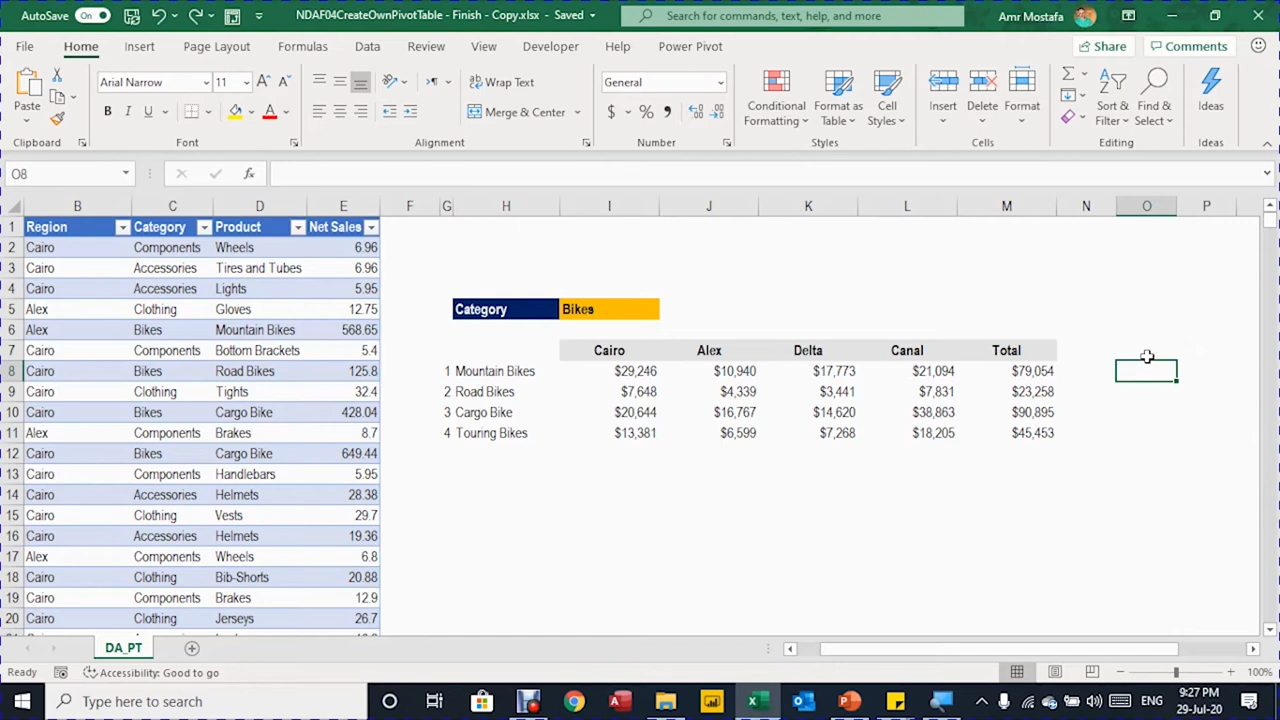 AutoSave On NDAF04CreateOwnPivotTable - Finish - Copy.xlsx - Saved Search for commands, text, help, and more Amr Mostafa
File Home Insert Page Layout Formulas Data Review View Developer Help Power Pivot Share Comments
Arial Narrow 11 Wrap Text General
Paste B I U Merge & Center $ % Conditional Formatting Format as Table Cell Styles Insert Delete Format Sort & Filter Find & Select Ideas
Clipboard Font Alignment Number Styles Cells Editing Ideas
O8 fx
B C D E F G H I J K L M N O P
1 Region Category Product Net Sales
2 Cairo Components Wheels 6.96
3 Cairo Accessories Tires and Tubes 6.96
4 Cairo Accessories Lights 5.95
5 Alex Clothing Gloves 12.75 Category Bikes
6 Alex Bikes Mountain Bikes 568.65
7 Cairo Components Bottom Brackets 5.4 Cairo Alex Delta Canal Total
8 Cairo Bikes Road Bikes 125.8 1 Mountain Bikes $29,246 $10,940 $17,773 $21,094 $79,054
9 Cairo Clothing Tights 32.4 2 Road Bikes $7,648 $4,339 $3,441 $7,831 $23,258
10 Cairo Bikes Cargo Bike 428.04 3 Cargo Bike $20,644 $16,767 $14,620 $38,863 $90,895
11 Alex Components Brakes 8.7 4 Touring Bikes $13,381 $6,599 $7,268 $18,205 $45,453
12 Cairo Bikes Cargo Bike 649.44
13 Cairo Components Handlebars 5.95
14 Cairo Accessories Helmets 28.38
15 Cairo Clothing Vests 29.7
16 Cairo Accessories Helmets 19.36
17 Alex Components Wheels 6.8
18 Cairo Clothing Bib-Shorts 20.88
19 Cairo Components Brakes 12.9
20 Cairo Clothing Jerseys 26.7
DA_PT
Ready Accessibility: Good to go 100%
Type here to search ENG 9:27 PM
29-Jul-20